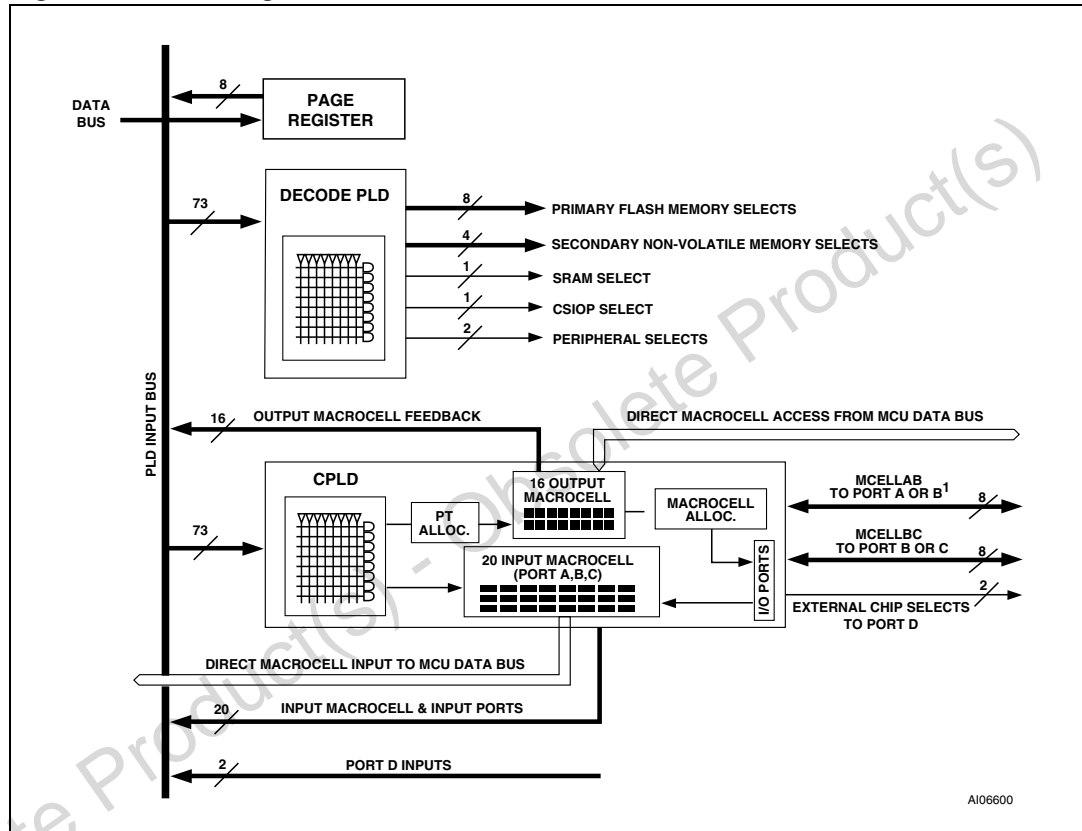 8
DATA
BUS
PAGE
REGISTER
73
DECODE PLD
8
PRIMARY FLASH MEMORY SELECTS
4
SECONDARY NON-VOLATILE MEMORY SELECTS
1
SRAM SELECT
1
CSIOP SELECT
2
PERIPHERAL SELECTS
PLD INPUT BUS
16
OUTPUT MACROCELL FEEDBACK
DIRECT MACROCELL ACCESS FROM MCU DATA BUS
CPLD
73
PT
ALLOC.
16 OUTPUT
MACROCELL
MACROCELL
ALLOC.
20 INPUT MACROCELL
(PORT A,B,C)
I/O PORTS
MCELLAB
TO PORT A OR B1
8
MCELLBC
TO PORT B OR C
8
2
EXTERNAL CHIP SELECTS
TO PORT D
DIRECT MACROCELL INPUT TO MCU DATA BUS
20
INPUT MACROCELL & INPUT PORTS
2
PORT D INPUTS
AI06600
ete Product(s) - Obsolete Product(s)